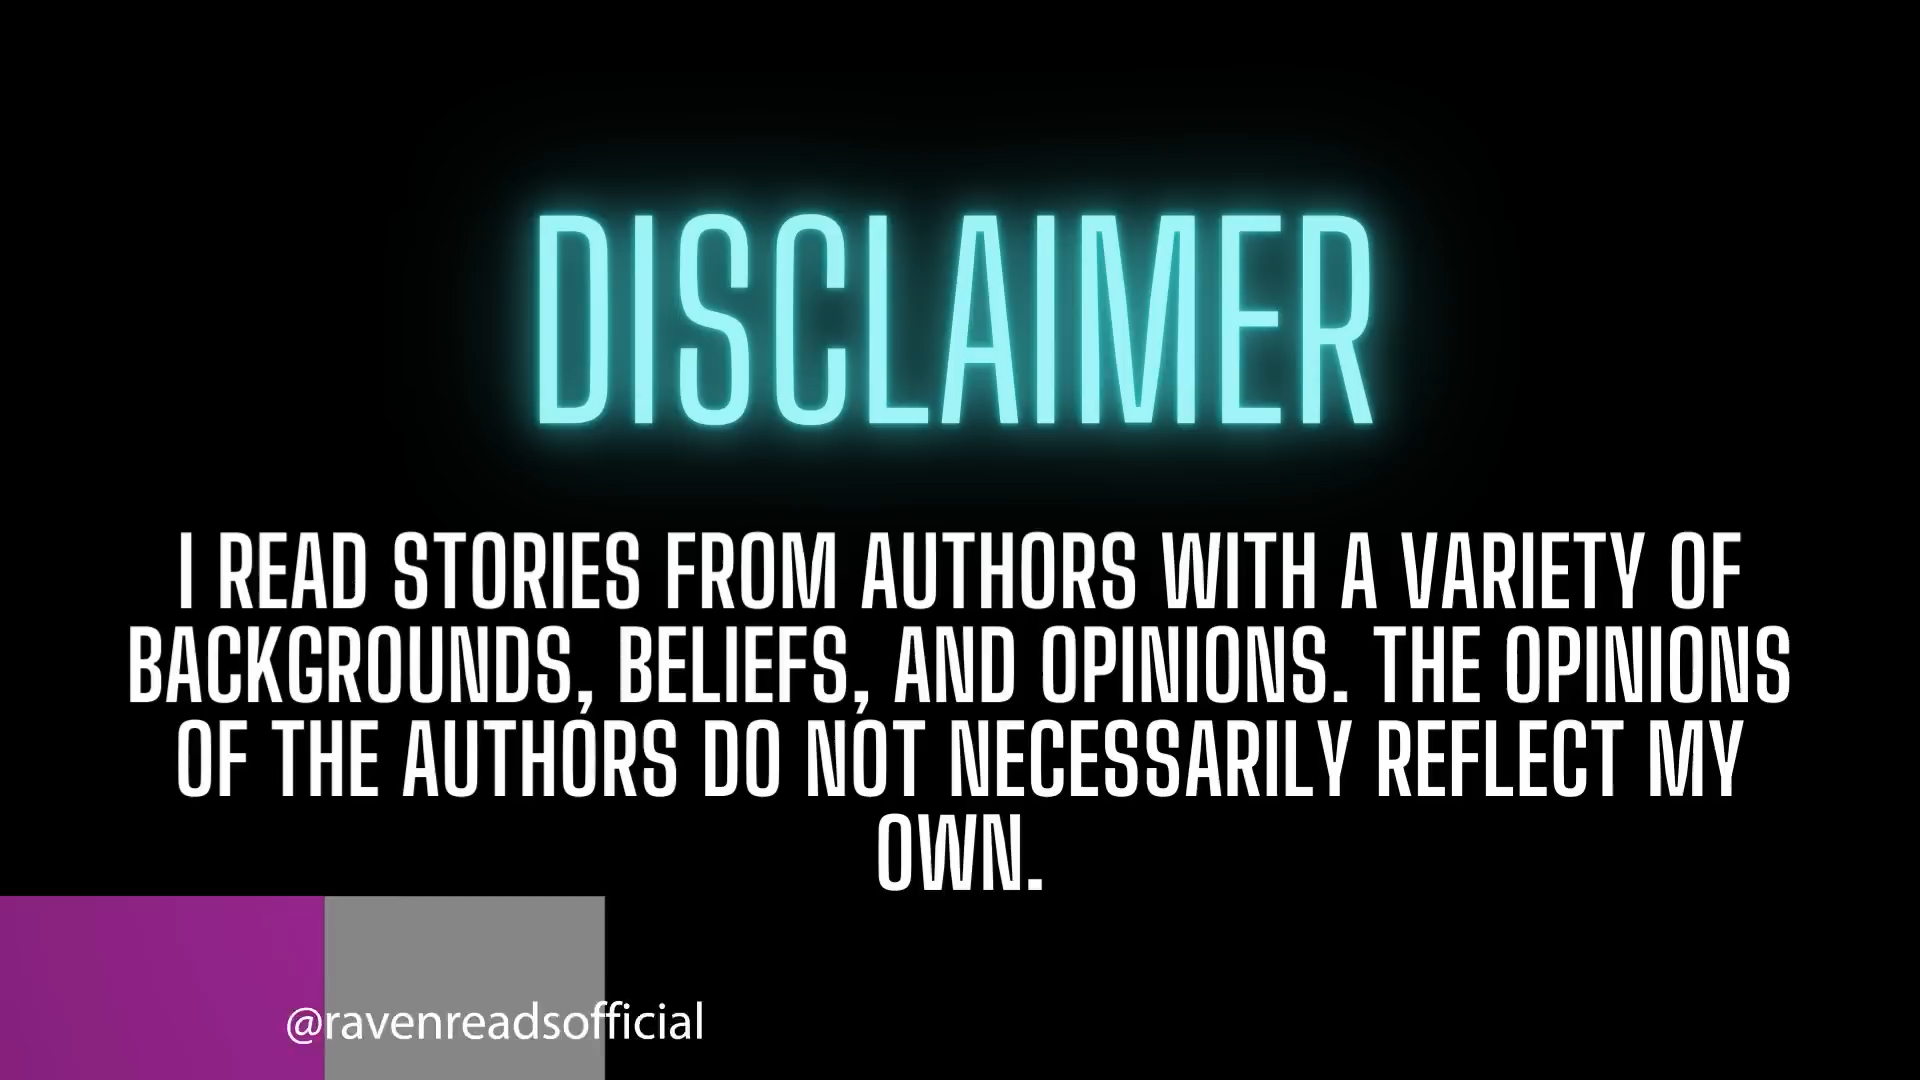 DISCLAIMER
I READ STORIES FROM AUTHORS WITH A VARIETY OF
BACKGROUNDS, BELIEFS, AND OPINIONS. THE OPINIONS
OF THE AUTHORS DO NOT NECESSARILY REFLECT MY
OWN.
@ravenreadsofficial